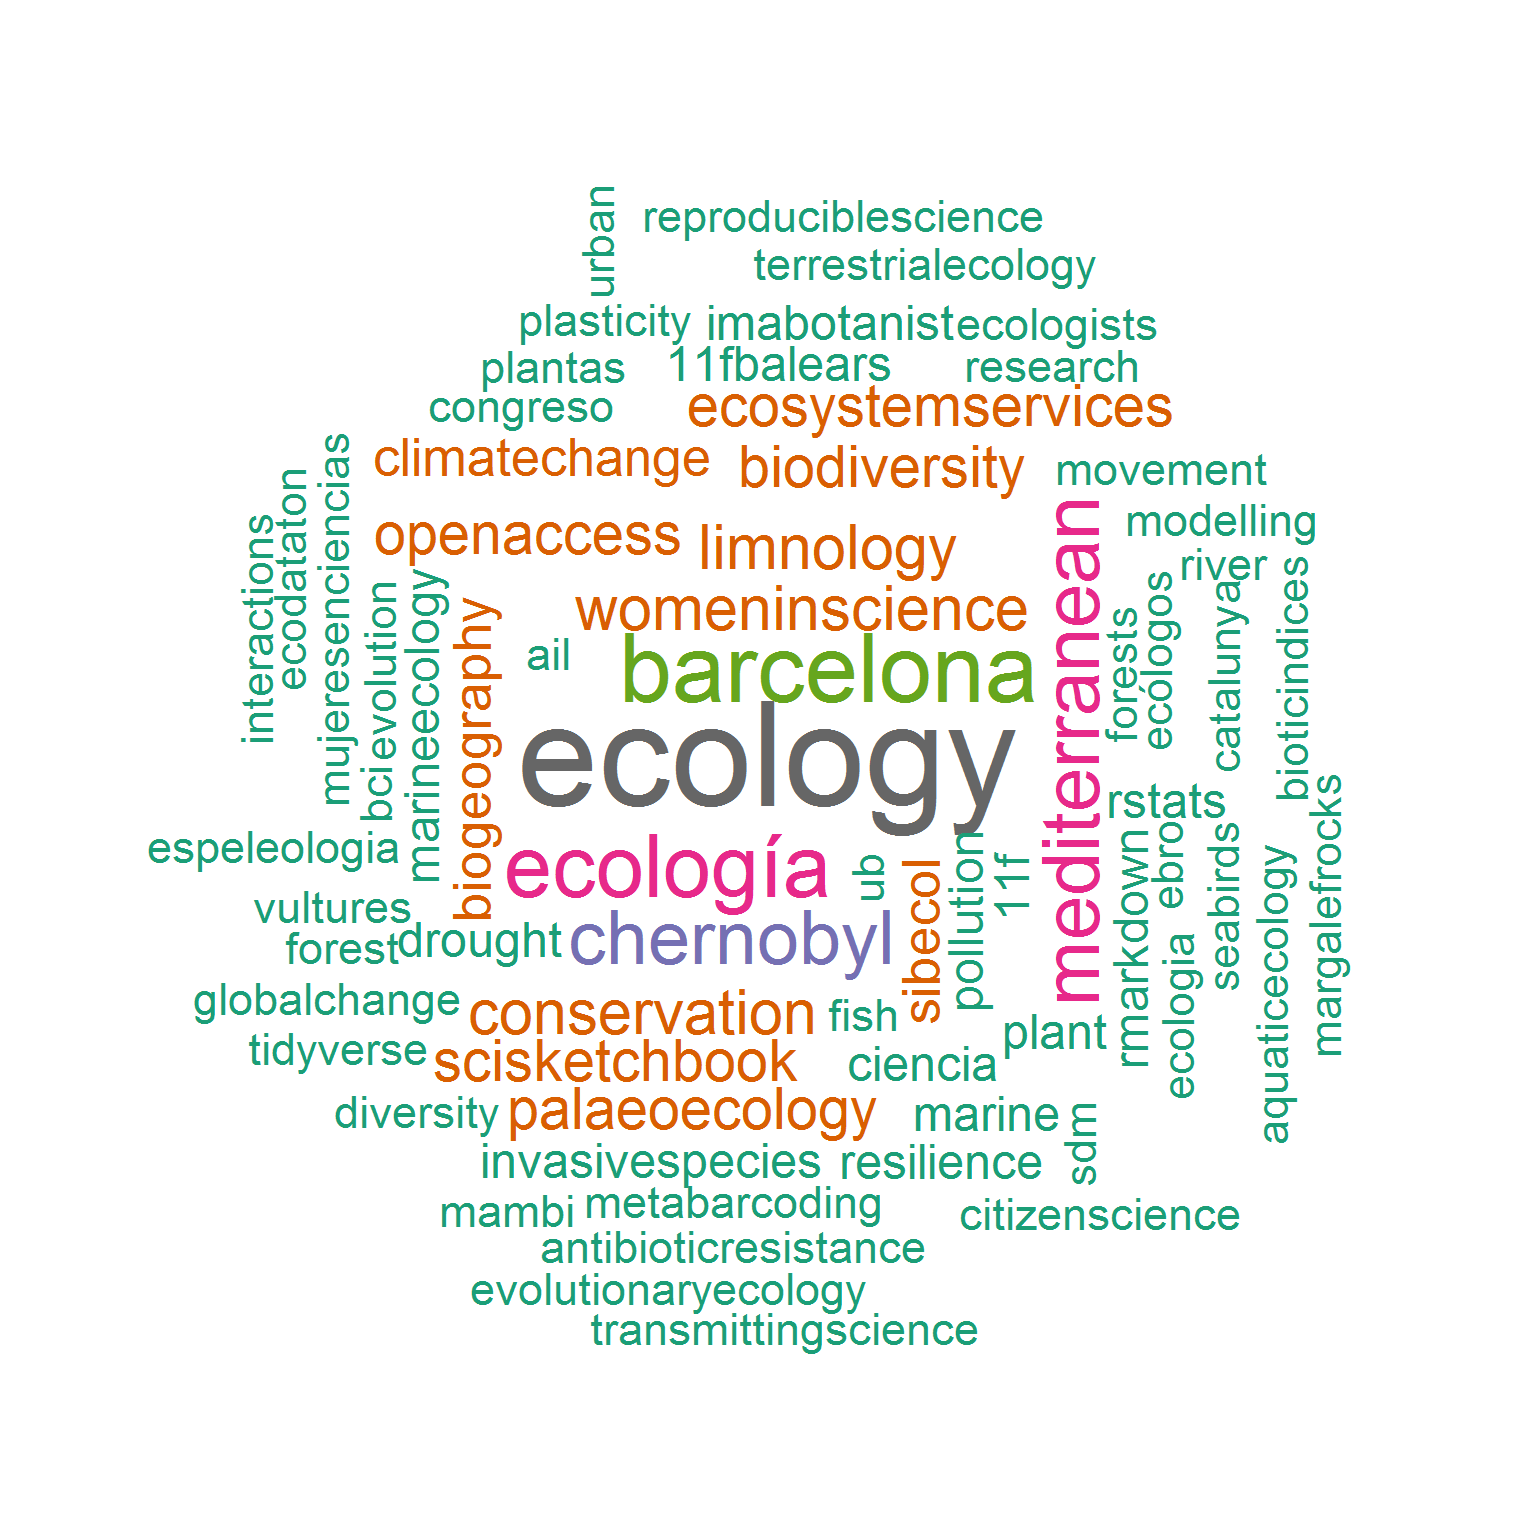 urban
reproduciblescience
terrestrialecology
plasticity
imabotanist
ecologists
plantas
11fbalears
research
congreso
ecosystemservices
climatechange
biodiversity
movement
openaccess
limnology
modelling
river
womeninscience
interactions
ecodataton
mujeresenciencias
bcievolution
marineecology
biogeography
ail
barcelona
mediterranean
forests
ecólogos
catalunya
bioticindices
ecology
rstats
espeleologia
ecología
ub
sibecol
pollution
11f
rmarkdown
ebro
seabirds
aquaticecology
margalefrocks
vultures
forest
drought
chernobyl
globalchange
conservation
fish
plant
ecologia
tidyverse
scisketchbook
ciencia
diversity
palaeoecology
marine
sdm
invasivespecies
resilience
mambi
metabarcoding
citizenscience
antibioticresistance
evolutionaryecology
transmittingscience